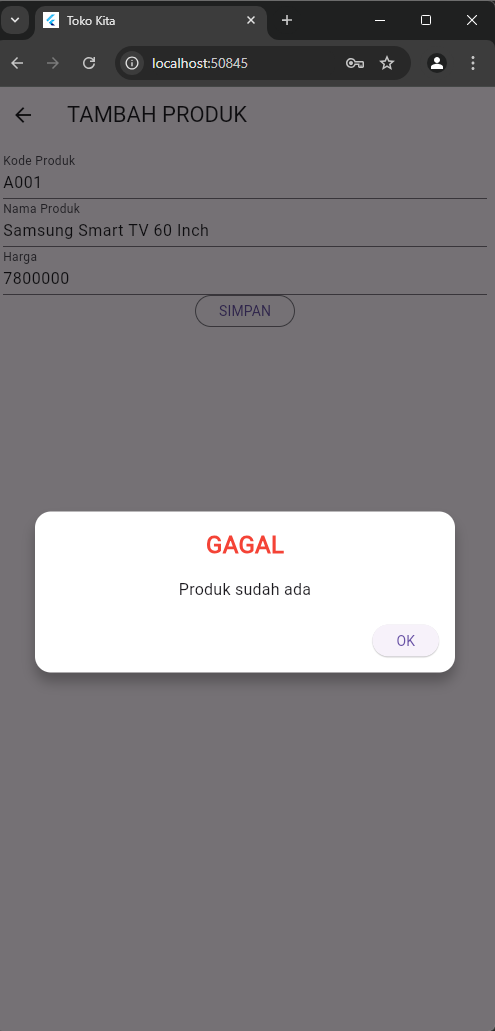 Toko Kita
localhost:50845
TAMBAH PRODUK
Kode Produk
A001
Nama Produk
Samsung Smart TV 60 Inch
Harga
7800000
SIMPAN
GAGAL
Produk sudah ada
OK